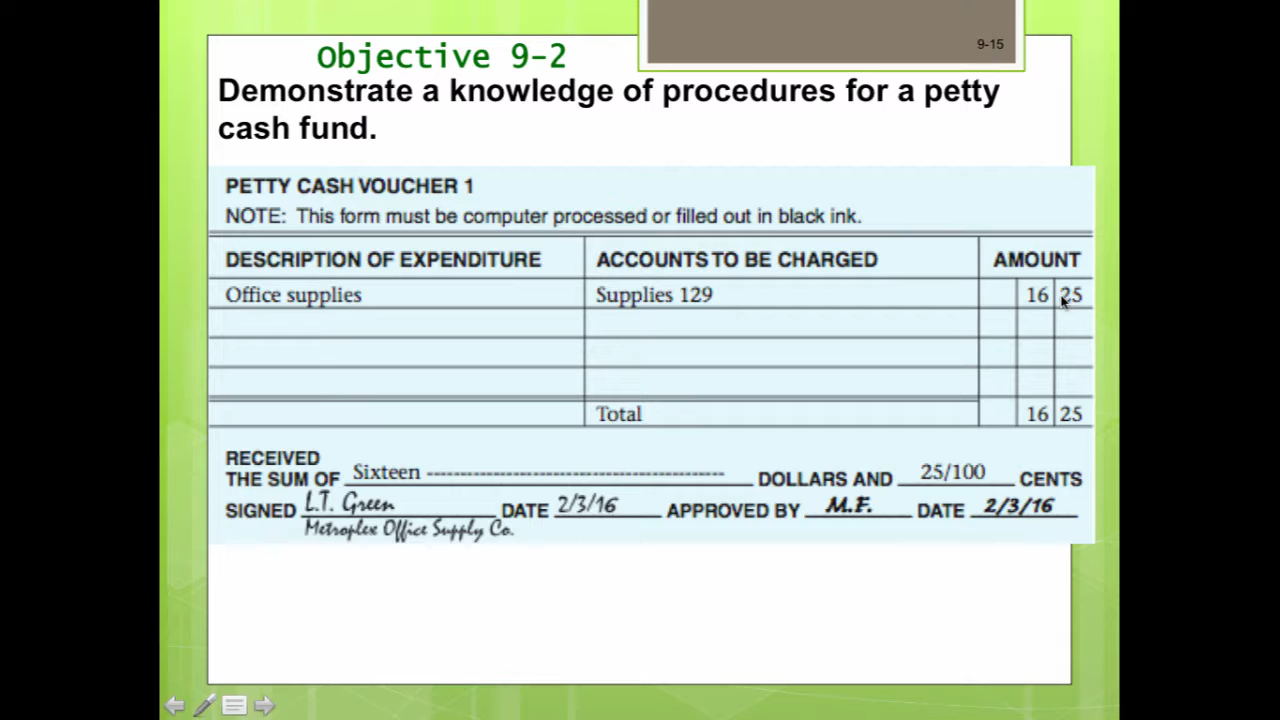 9-15
Objective 9-2
Demonstrate a knowledge of procedures for a petty
cash fund.
PETTY CASH VOUCHER 1
NOTE: This form must be computer processed or filled out in black ink.
DESCRIPTION OF EXPENDITURE ACCOUNTS TO BE CHARGED AMOUNT
Office supplies Supplies 129 16 25
Total 16 25
RECEIVED
THE SUM OF Sixteen ---------------------------------------------------- DOLLARS AND 25/100 CENTS
SIGNED L.T. Green DATE 2/3/16 APPROVED BY M.F. DATE 2/3/16
Metroplex Office Supply Co.